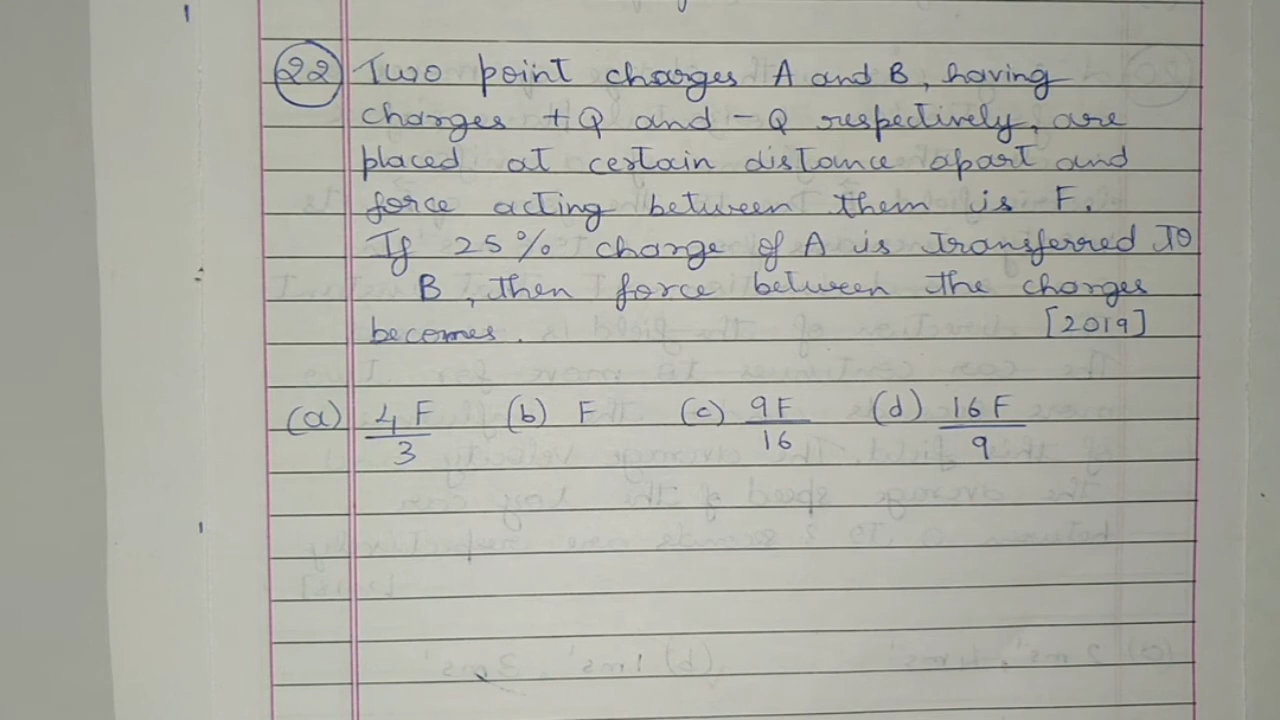 22 Two point charges A and B, having
charges +Q and -Q respectively, are
placed at certain distance apart and
force acting between them is F.
If 25% charge of A is transferred to
B, then force between the charges
becomes. [2019]
(a) 4F/3 (b) F (c) 9F/16 (d) 16F/9